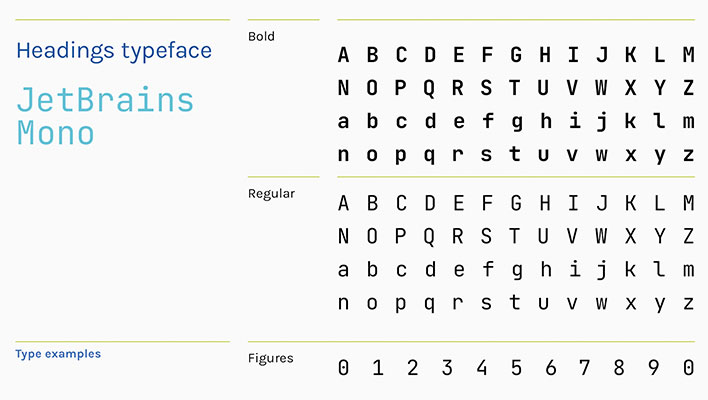 Headings typeface
JetBrains
Mono
Bold
A B C D E F G H I J K L M
N O P Q R S T U V W X Y Z
a b c d e f g h i j k l m
n o p q r s t u v w x y z
Regular
A B C D E F G H I J K L M
N O P Q R S T U V W X Y Z
a b c d e f g h i j k l m
n o p q r s t u v w x y z
Type examples
Figures
0 1 2 3 4 5 6 7 8 9 0